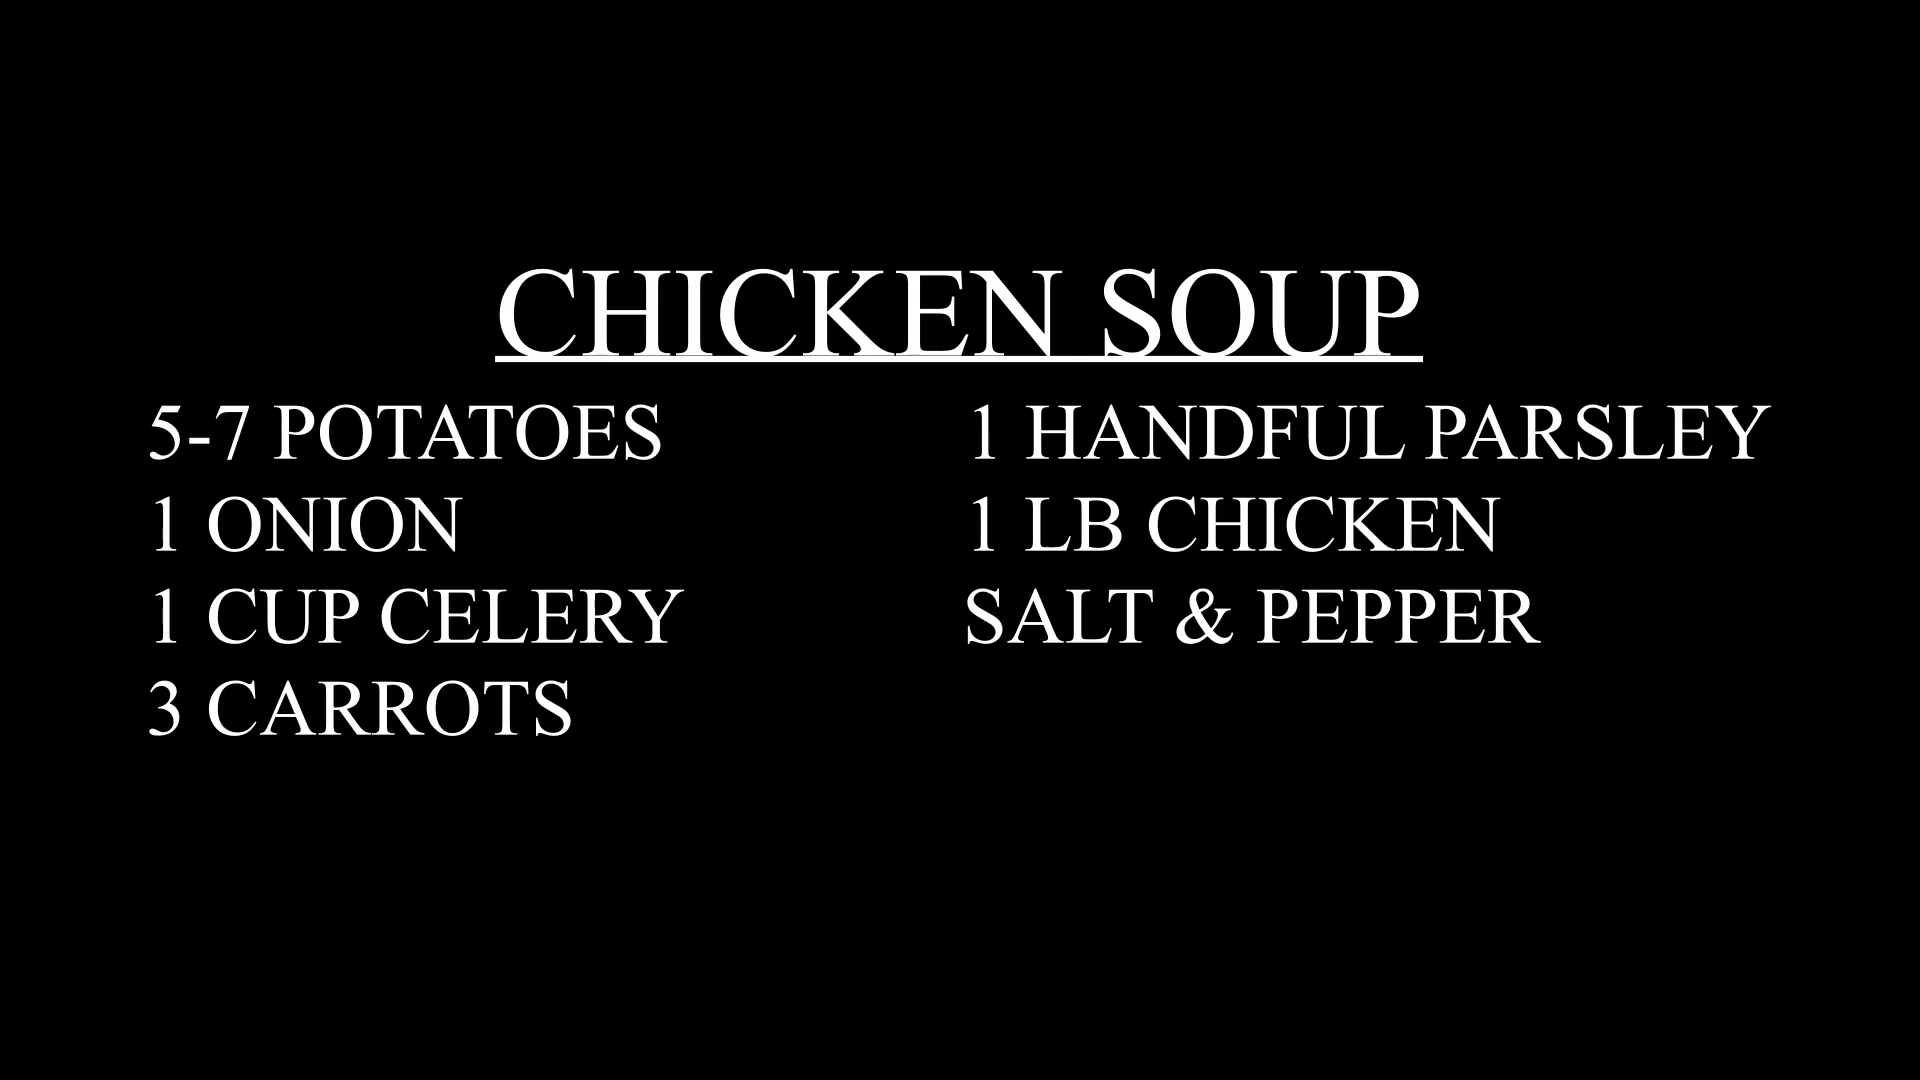 CHICKEN SOUP
5-7 POTATOES
1 ONION
1 CUP CELERY
3 CARROTS
1 HANDFUL PARSLEY
1 LB CHICKEN
SALT & PEPPER